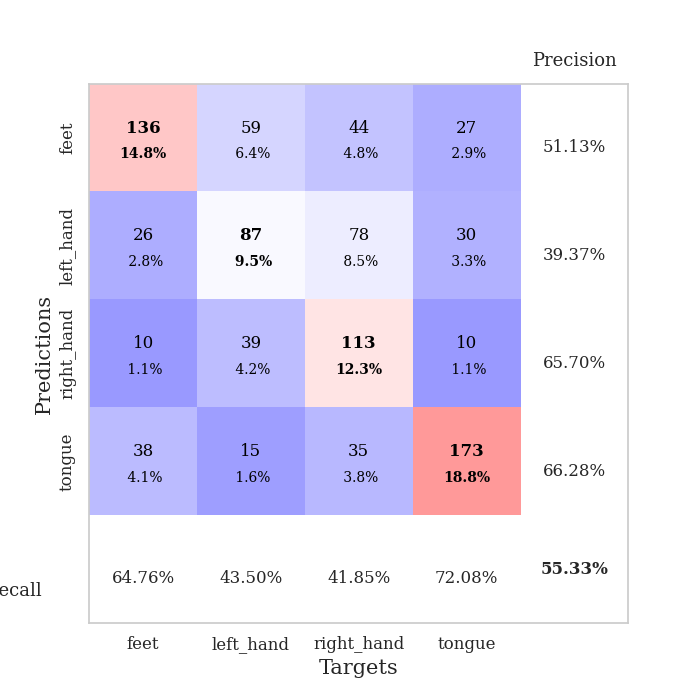 Precision
feet
136 59 44 27
14.8% 6.4% 4.8% 2.9%
51.13%
left_hand
26 87 78 30
2.8% 9.5% 8.5% 3.3%
39.37%
Predictions
right_hand
10 39 113 10
1.1% 4.2% 12.3% 1.1%
65.70%
tongue
38 15 35 173
4.1% 1.6% 3.8% 18.8%
66.28%
ecall
64.76% 43.50% 41.85% 72.08% 55.33%
feet left_hand right_hand tongue
Targets